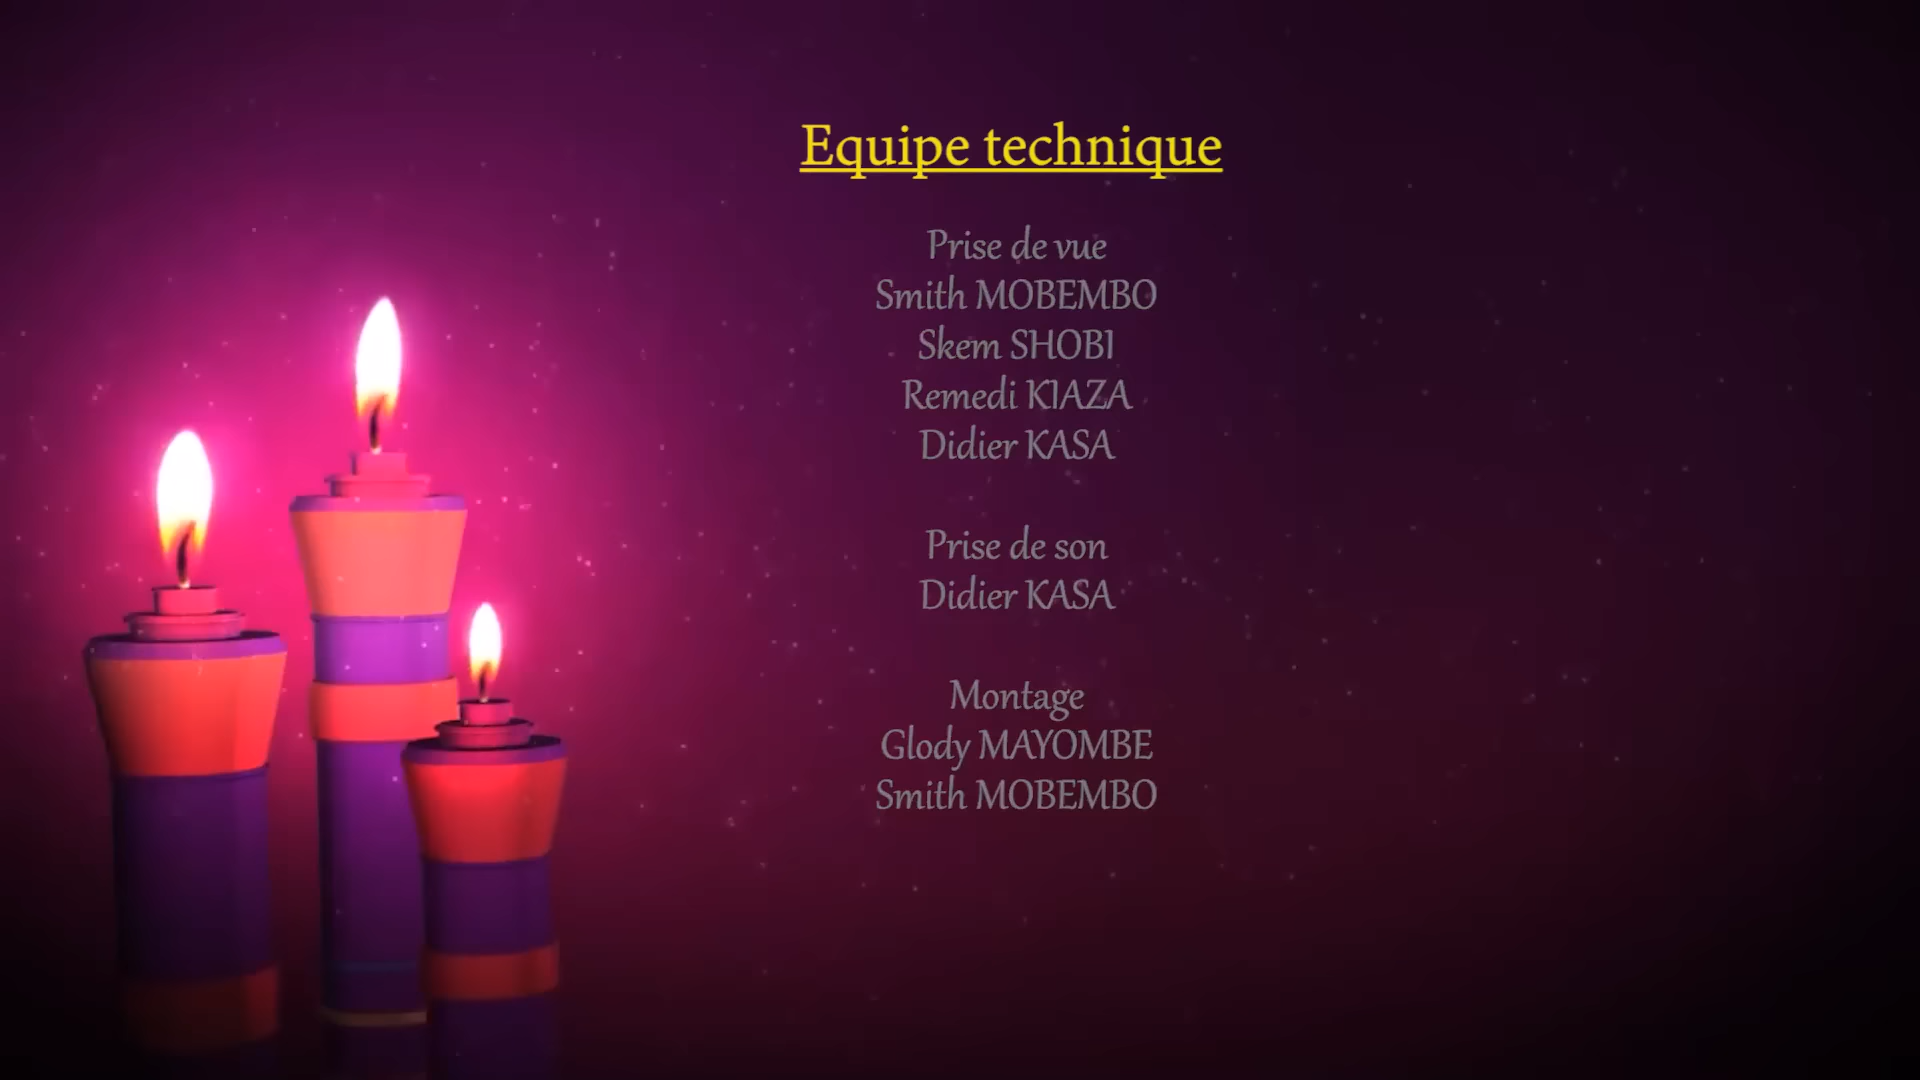 Equipe technique
Prise de vue
Smith MOBEMBO
Skem SHOBI
Remedi KIAZA
Didier KASA
Prise de son
Didier KASA
Montage
Glody MAYOMBE
Smith MOBEMBO